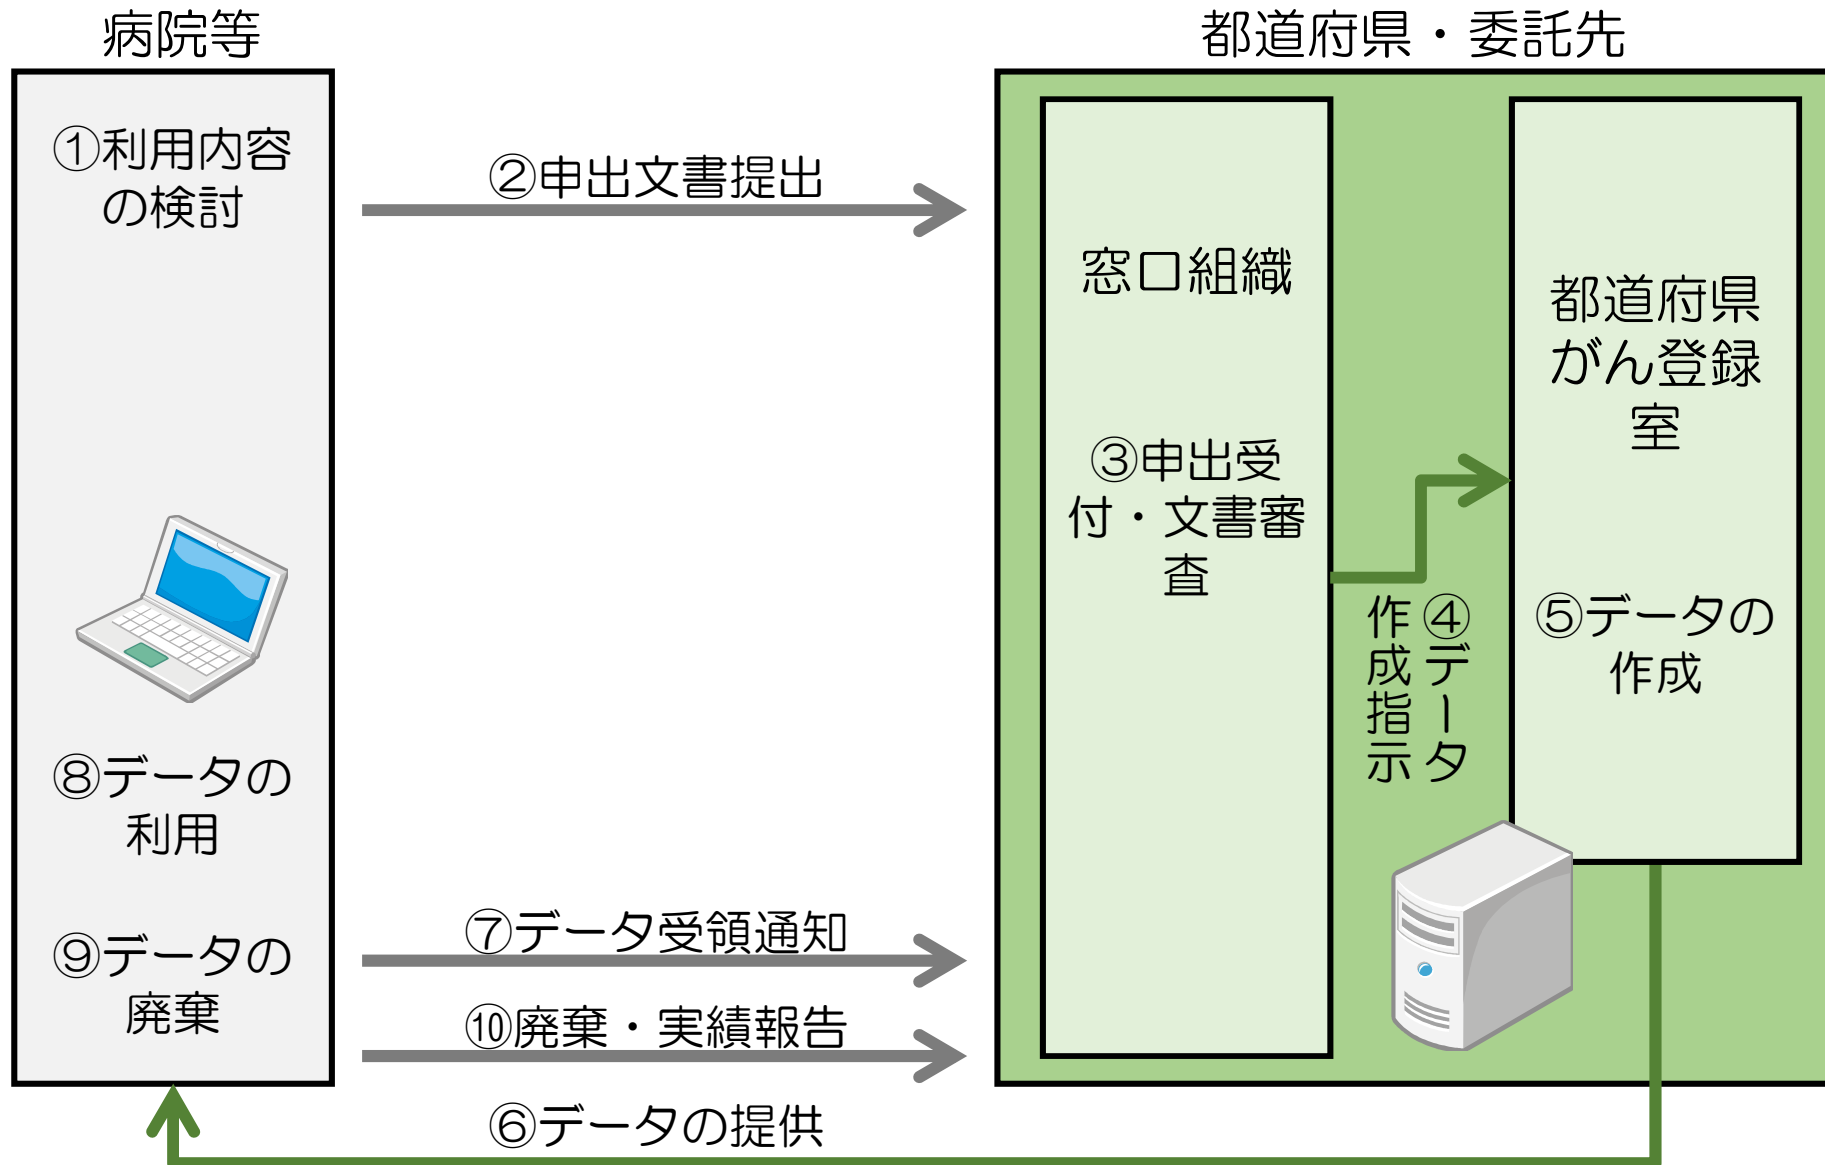 病院等
①利用内容
の検討
⑧データの
利用
⑨データの
廃棄
②申出文書提出
⑦データ受領通知
⑩廃棄・実績報告
⑥データの提供
都道府県・委託先
窓口組織
③申出受
付・文書審
査
④データ
作成指示
都道府県
がん登録
室
⑤データの
作成